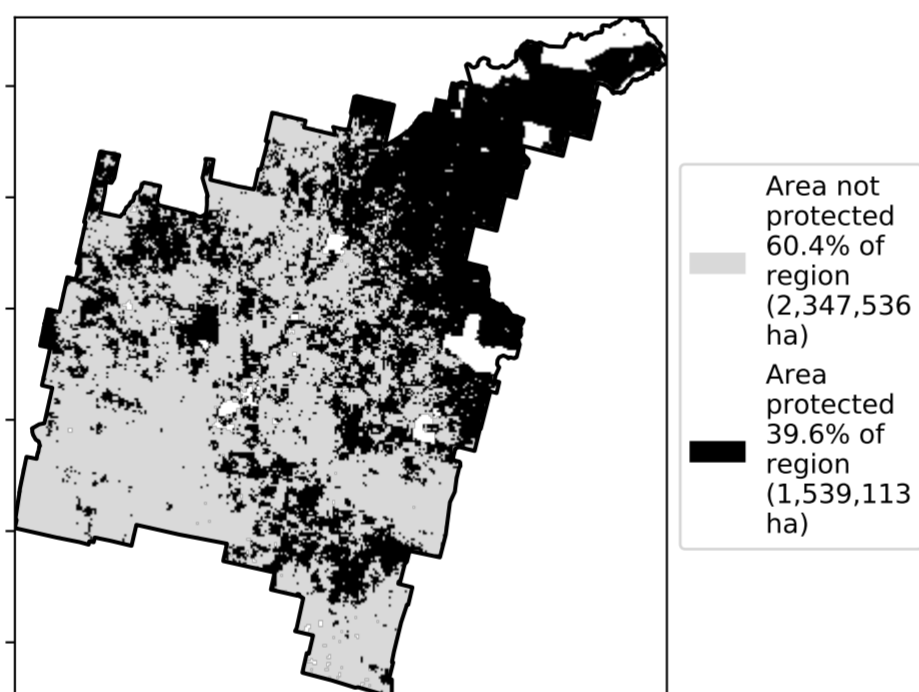 Area not
protected
60.4% of
region
(2,347,536
ha)
Area
protected
39.6% of
region
(1,539,113
ha)